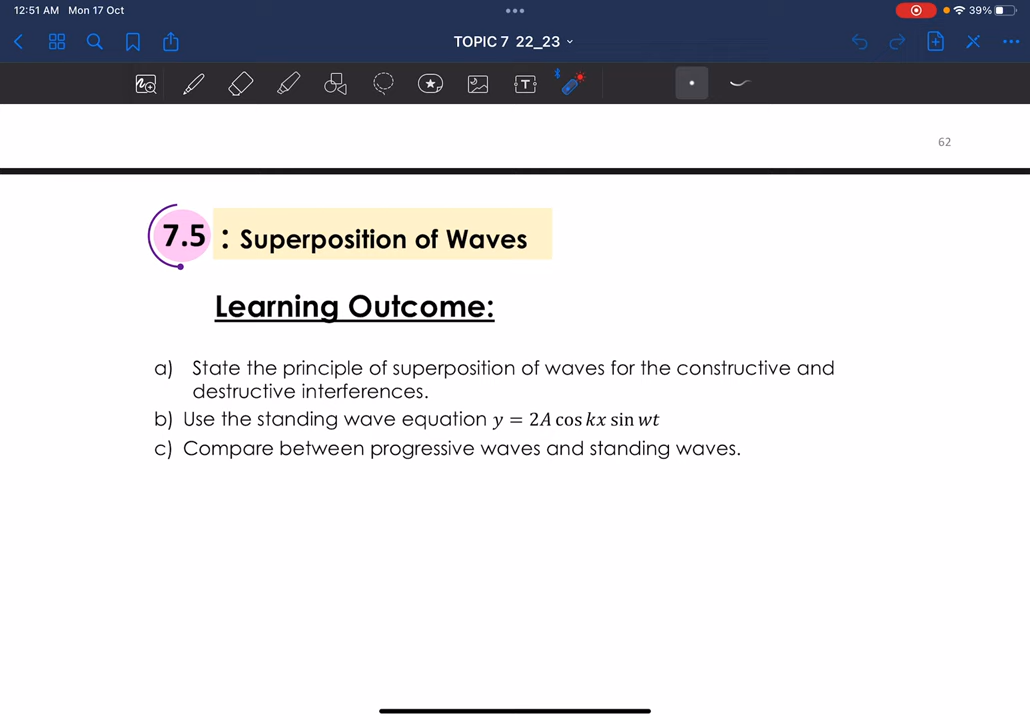 12:51 AM Mon 17 Oct
39%
TOPIC 7 22_23
T
62
7.5 : Superposition of Waves
Learning Outcome:
a) State the principle of superposition of waves for the constructive and
destructive interferences.
b) Use the standing wave equation y = 2A cos kx sin wt
c) Compare between progressive waves and standing waves.